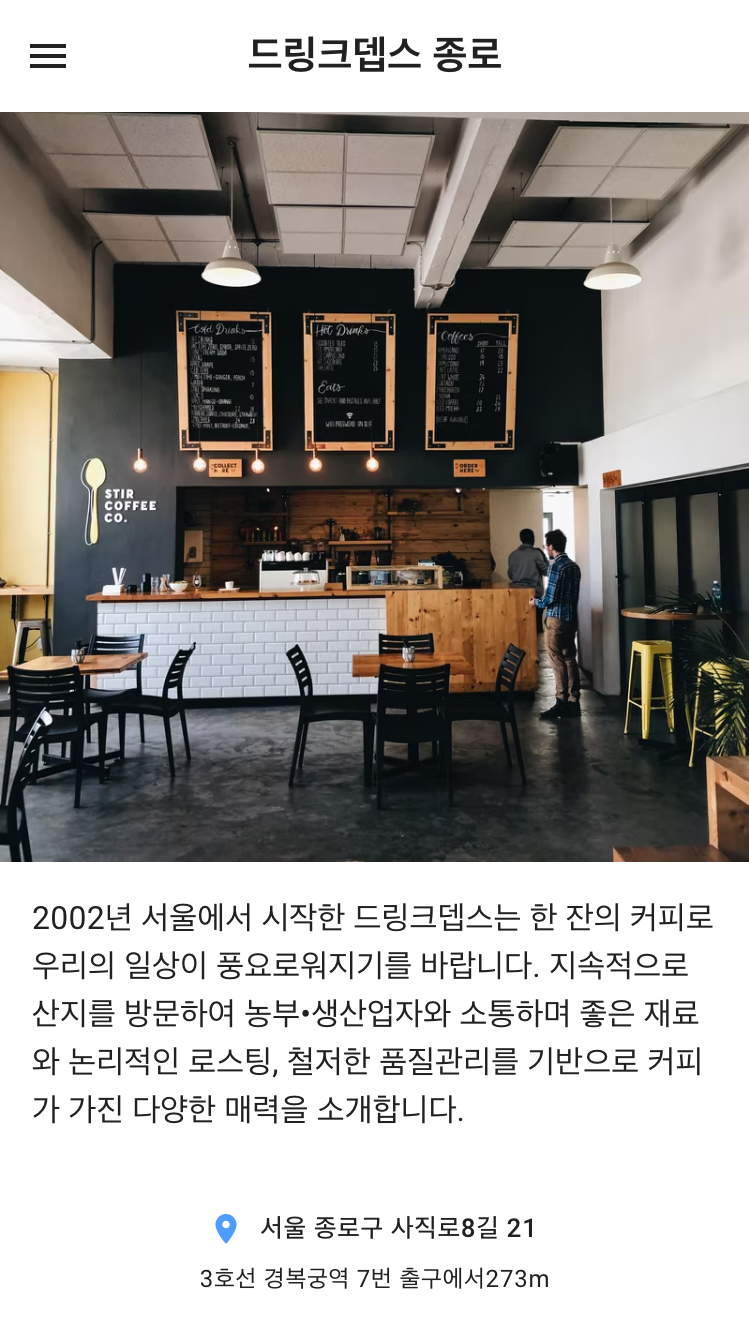 드링크뎁스 종로
Cold Drinks
Hot Drinks
Eats
Coffees
COLLECT
HERE
ORDER
HERE
STIR
COFFEE
CO.
2002년 서울에서 시작한 드링크뎁스는 한 잔의 커피로
우리의 일상이 풍요로워지기를 바랍니다. 지속적으로
산지를 방문하여 농부•생산업자와 소통하며 좋은 재료
와 논리적인 로스팅, 철저한 품질관리를 기반으로 커피
가 가진 다양한 매력을 소개합니다.
서울 종로구 사직로8길 21
3호선 경복궁역 7번 출구에서273m